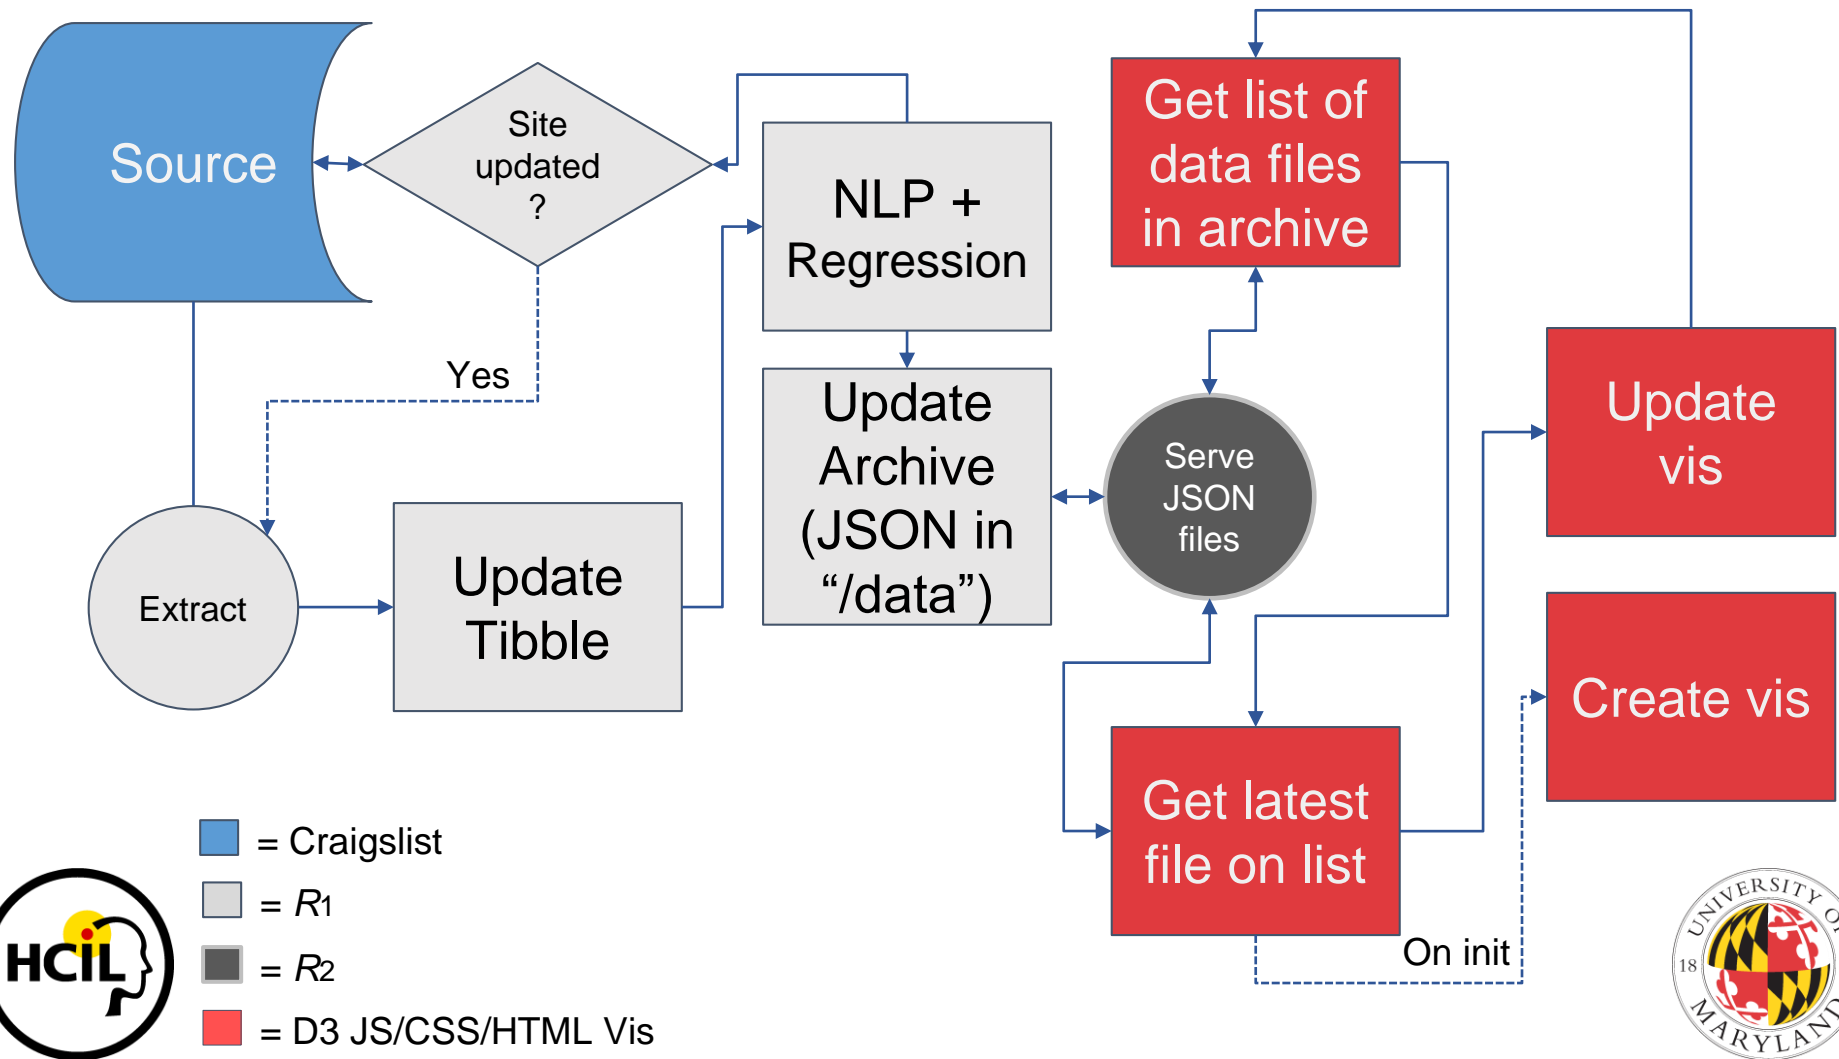 Source
Site
updated
?
Yes
Extract
Update
Tibble
NLP +
Regression
Update
Archive
(JSON in
“/data”)
Serve
JSON
files
Get list of
data files
in archive
Get latest
file on list
Update
vis
Create vis
On init
= Craigslist
= R1
= R2
= D3 JS/CSS/HTML Vis
HCIL
UNIVERSITY OF
18
MARYLAND